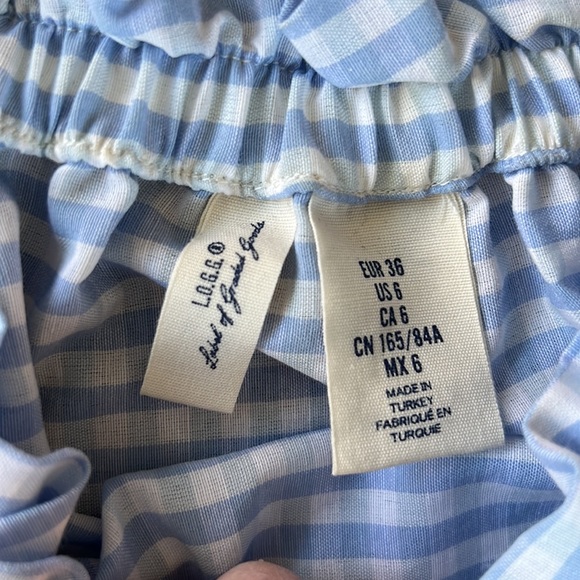 L.O.G.G.®
Label of Graded Goods
EUR 36
US 6
CA 6
CN 165/84A
MX 6
MADE IN
TURKEY
FABRIQUÉ EN
TURQUIE